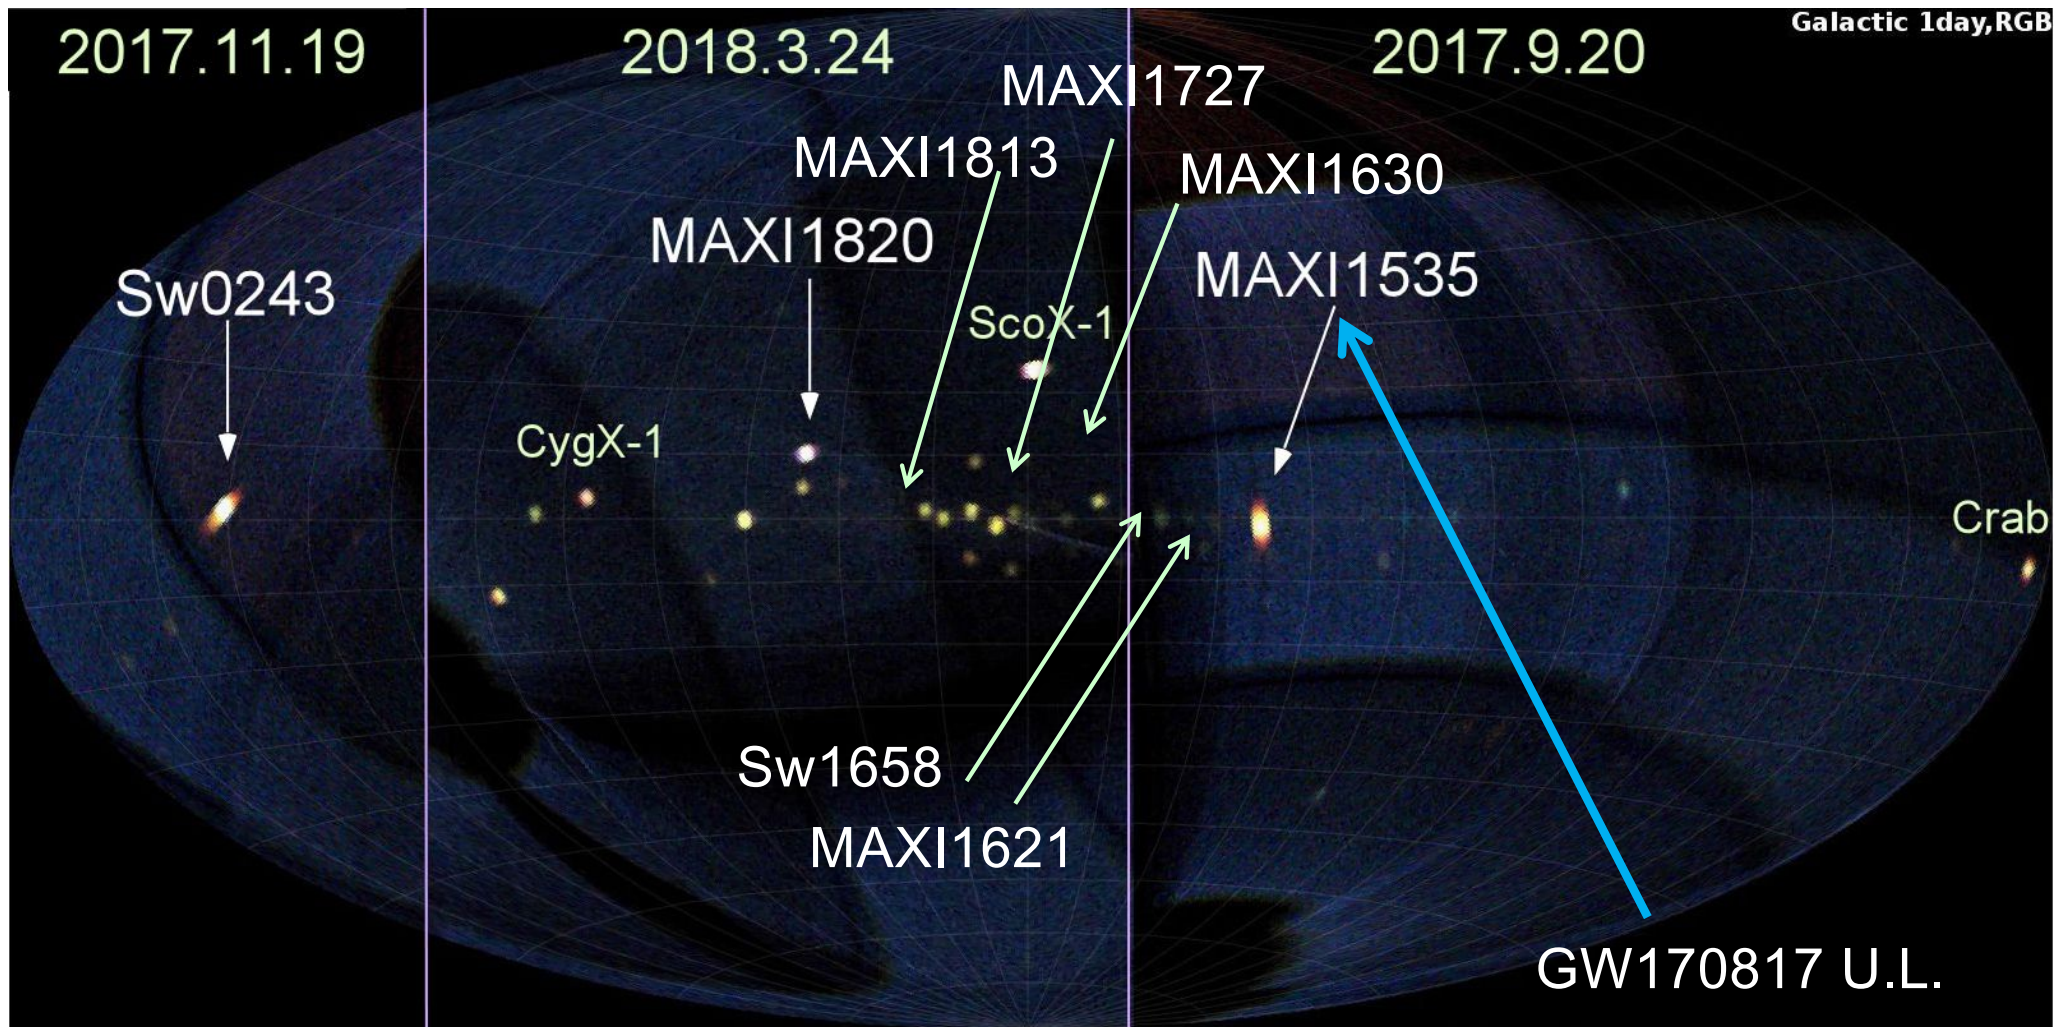 Galactic 1day,RGB
2017.11.19
2018.3.24
2017.9.20
MAXI1727
MAXI1813
MAXI1630
MAXI1820
MAXI1535
Sw0243
ScoX-1
CygX-1
Crab
Sw1658
MAXI1621
GW170817 U.L.